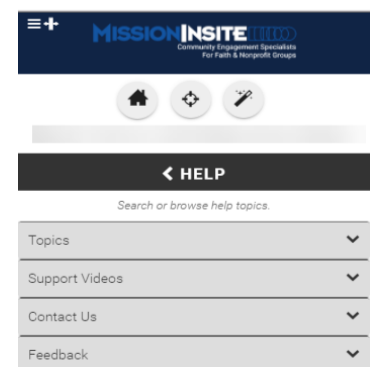 MISSIONINSITE
Community Engagement Specialists
For Faith & Nonprofit Groups
HELP
Search or browse help topics.
Topics
Support Videos
Contact Us
Feedback